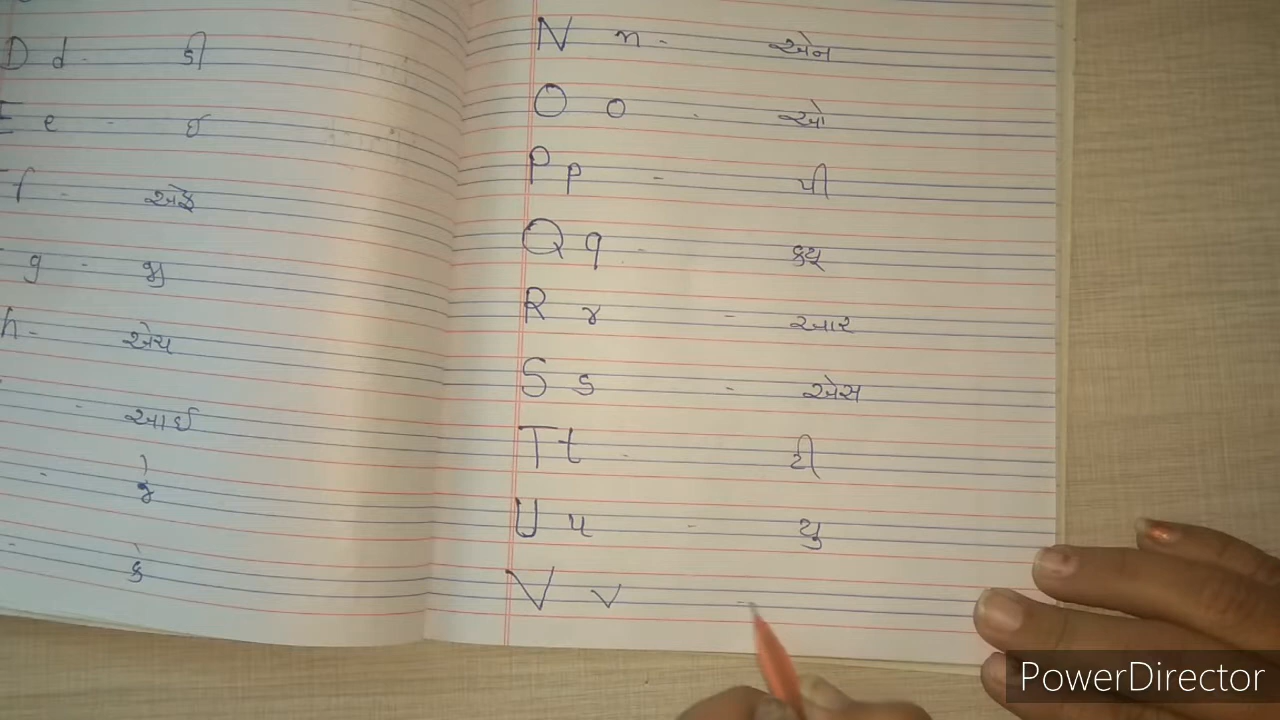 D d - ડી
E e - ઈ
F f - એફ
g - જી
h - એચ
- આઈ
- જે
- કે
N n - એન
O o - ઓ
P p - પી
Q q - ક્યૂ
R r - આર
S s - એસ
T t - ટી
U u - યુ
V v -
PowerDirector